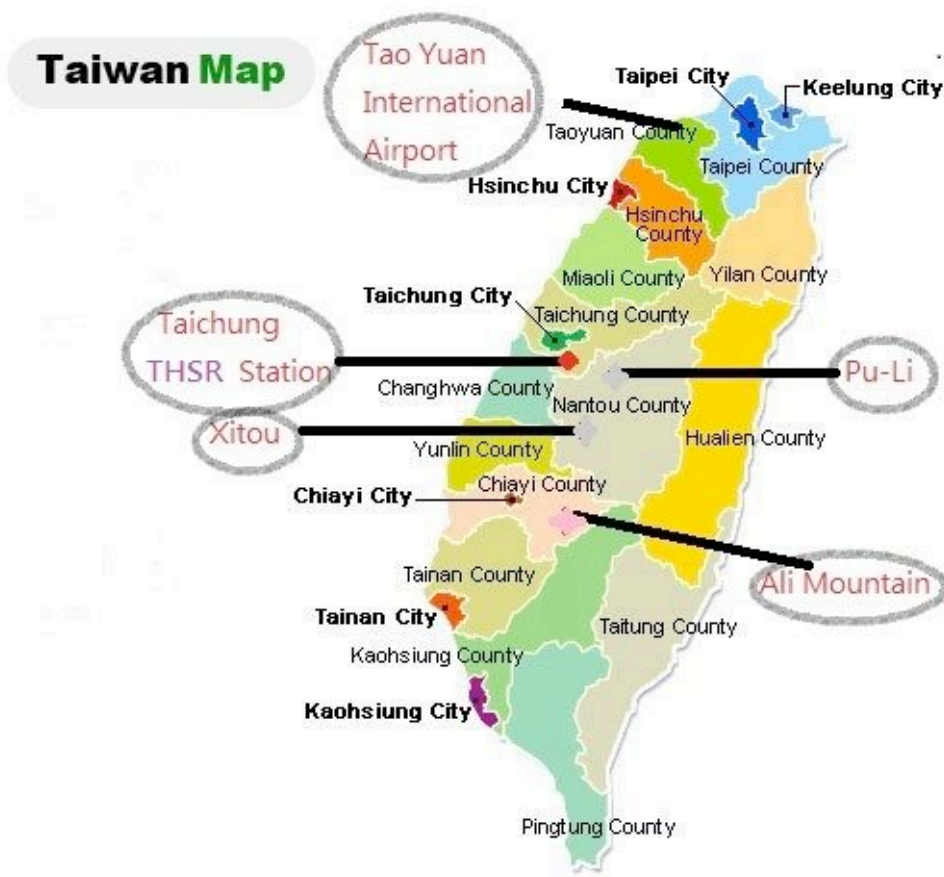 Taiwan Map
Tao Yuan
International
Airport
Taipei City
Keelung City
Taoyuan County
Taipei County
Hsinchu City
Hsinchu
County
Yilan County
Miaoli County
Taichung City
Taichung County
Taichung
THSR Station
Changhwa County
Nantou County
Pu-Li
Xitou
Yunlin County
Hualien County
Chiayi County
Chiayi City
Tainan County
Ali Mountain
Tainan City
Taitung County
Kaohsiung County
Kaohsiung City
Pingtung County